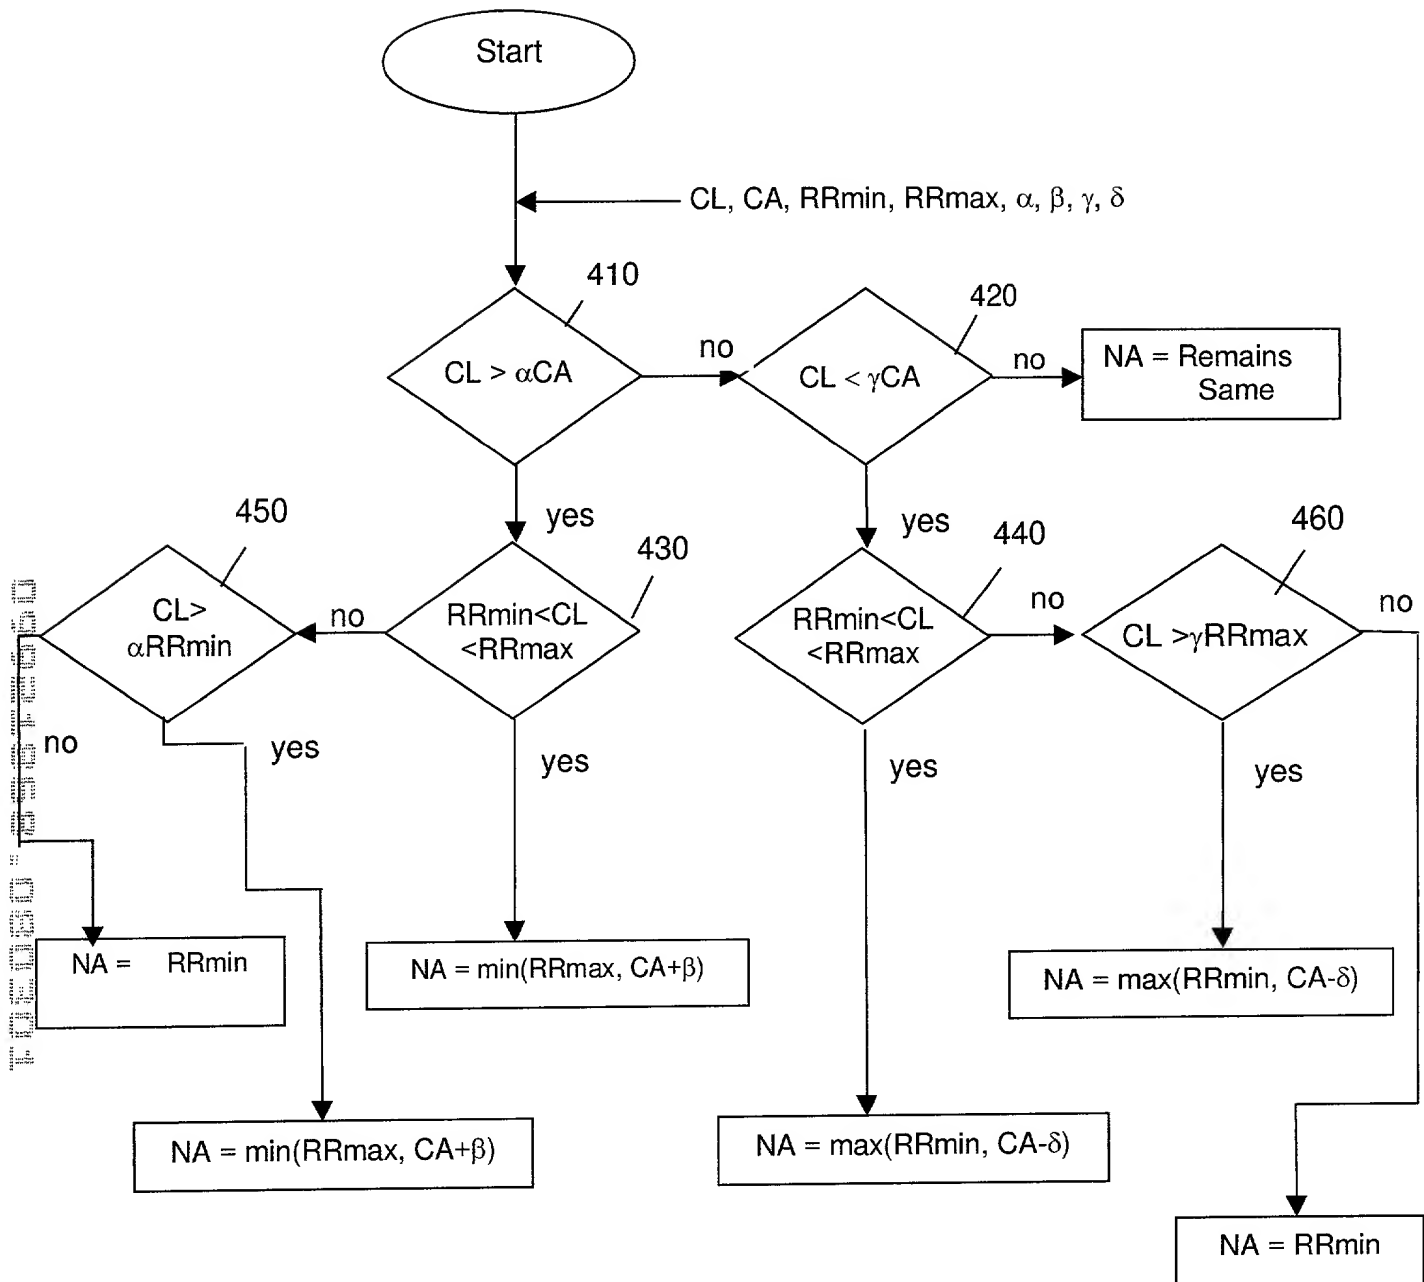 Start
CL, CA, RRmin, RRmax, α, β, γ, δ
410
CL > αCA
no
420
CL < γCA
no
NA = Remains
Same
yes
yes
450
CL>
αRRmin
no
430
RRmin<CL
<RRmax
440
RRmin<CL
<RRmax
no
460
CL >γRRmax
no
no
yes
yes
yes
yes
NA = RRmin
NA = min(RRmax, CA+β)
NA = max(RRmin, CA-δ)
NA = min(RRmax, CA+β)
NA = max(RRmin, CA-δ)
NA = RRmin